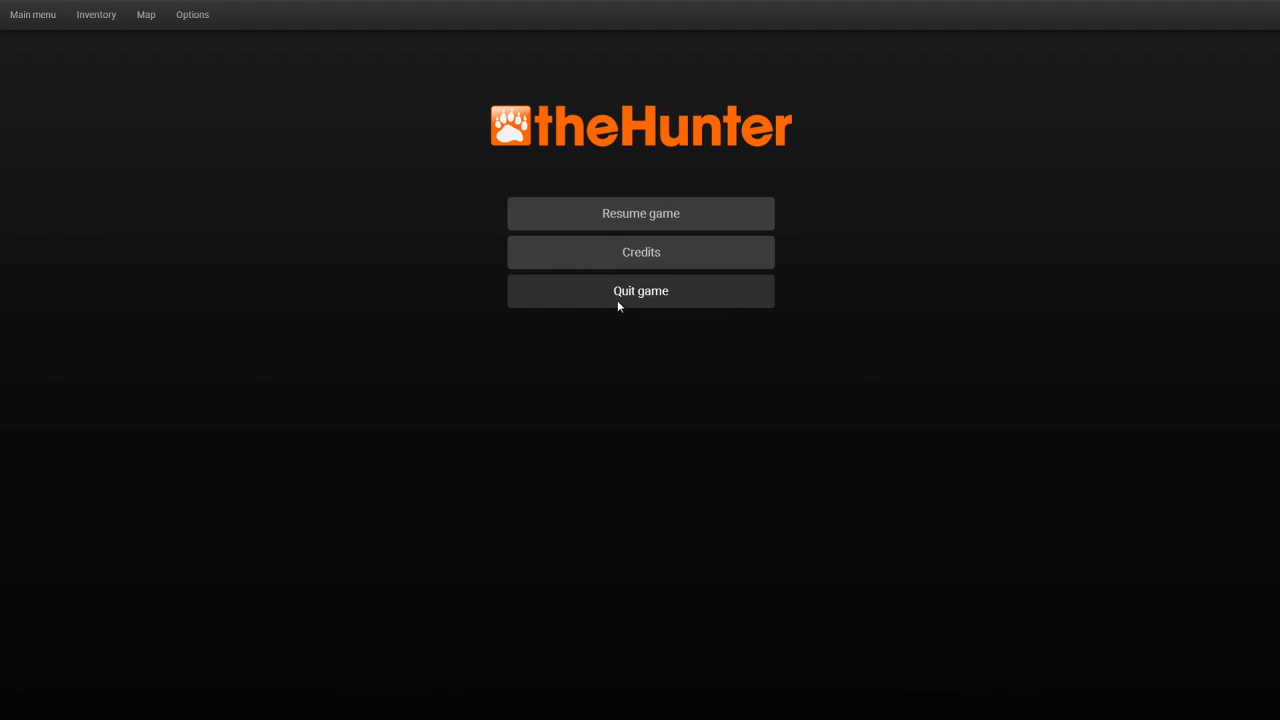 Main menu Inventory Map Options
theHunter
Resume game
Credits
Quit game